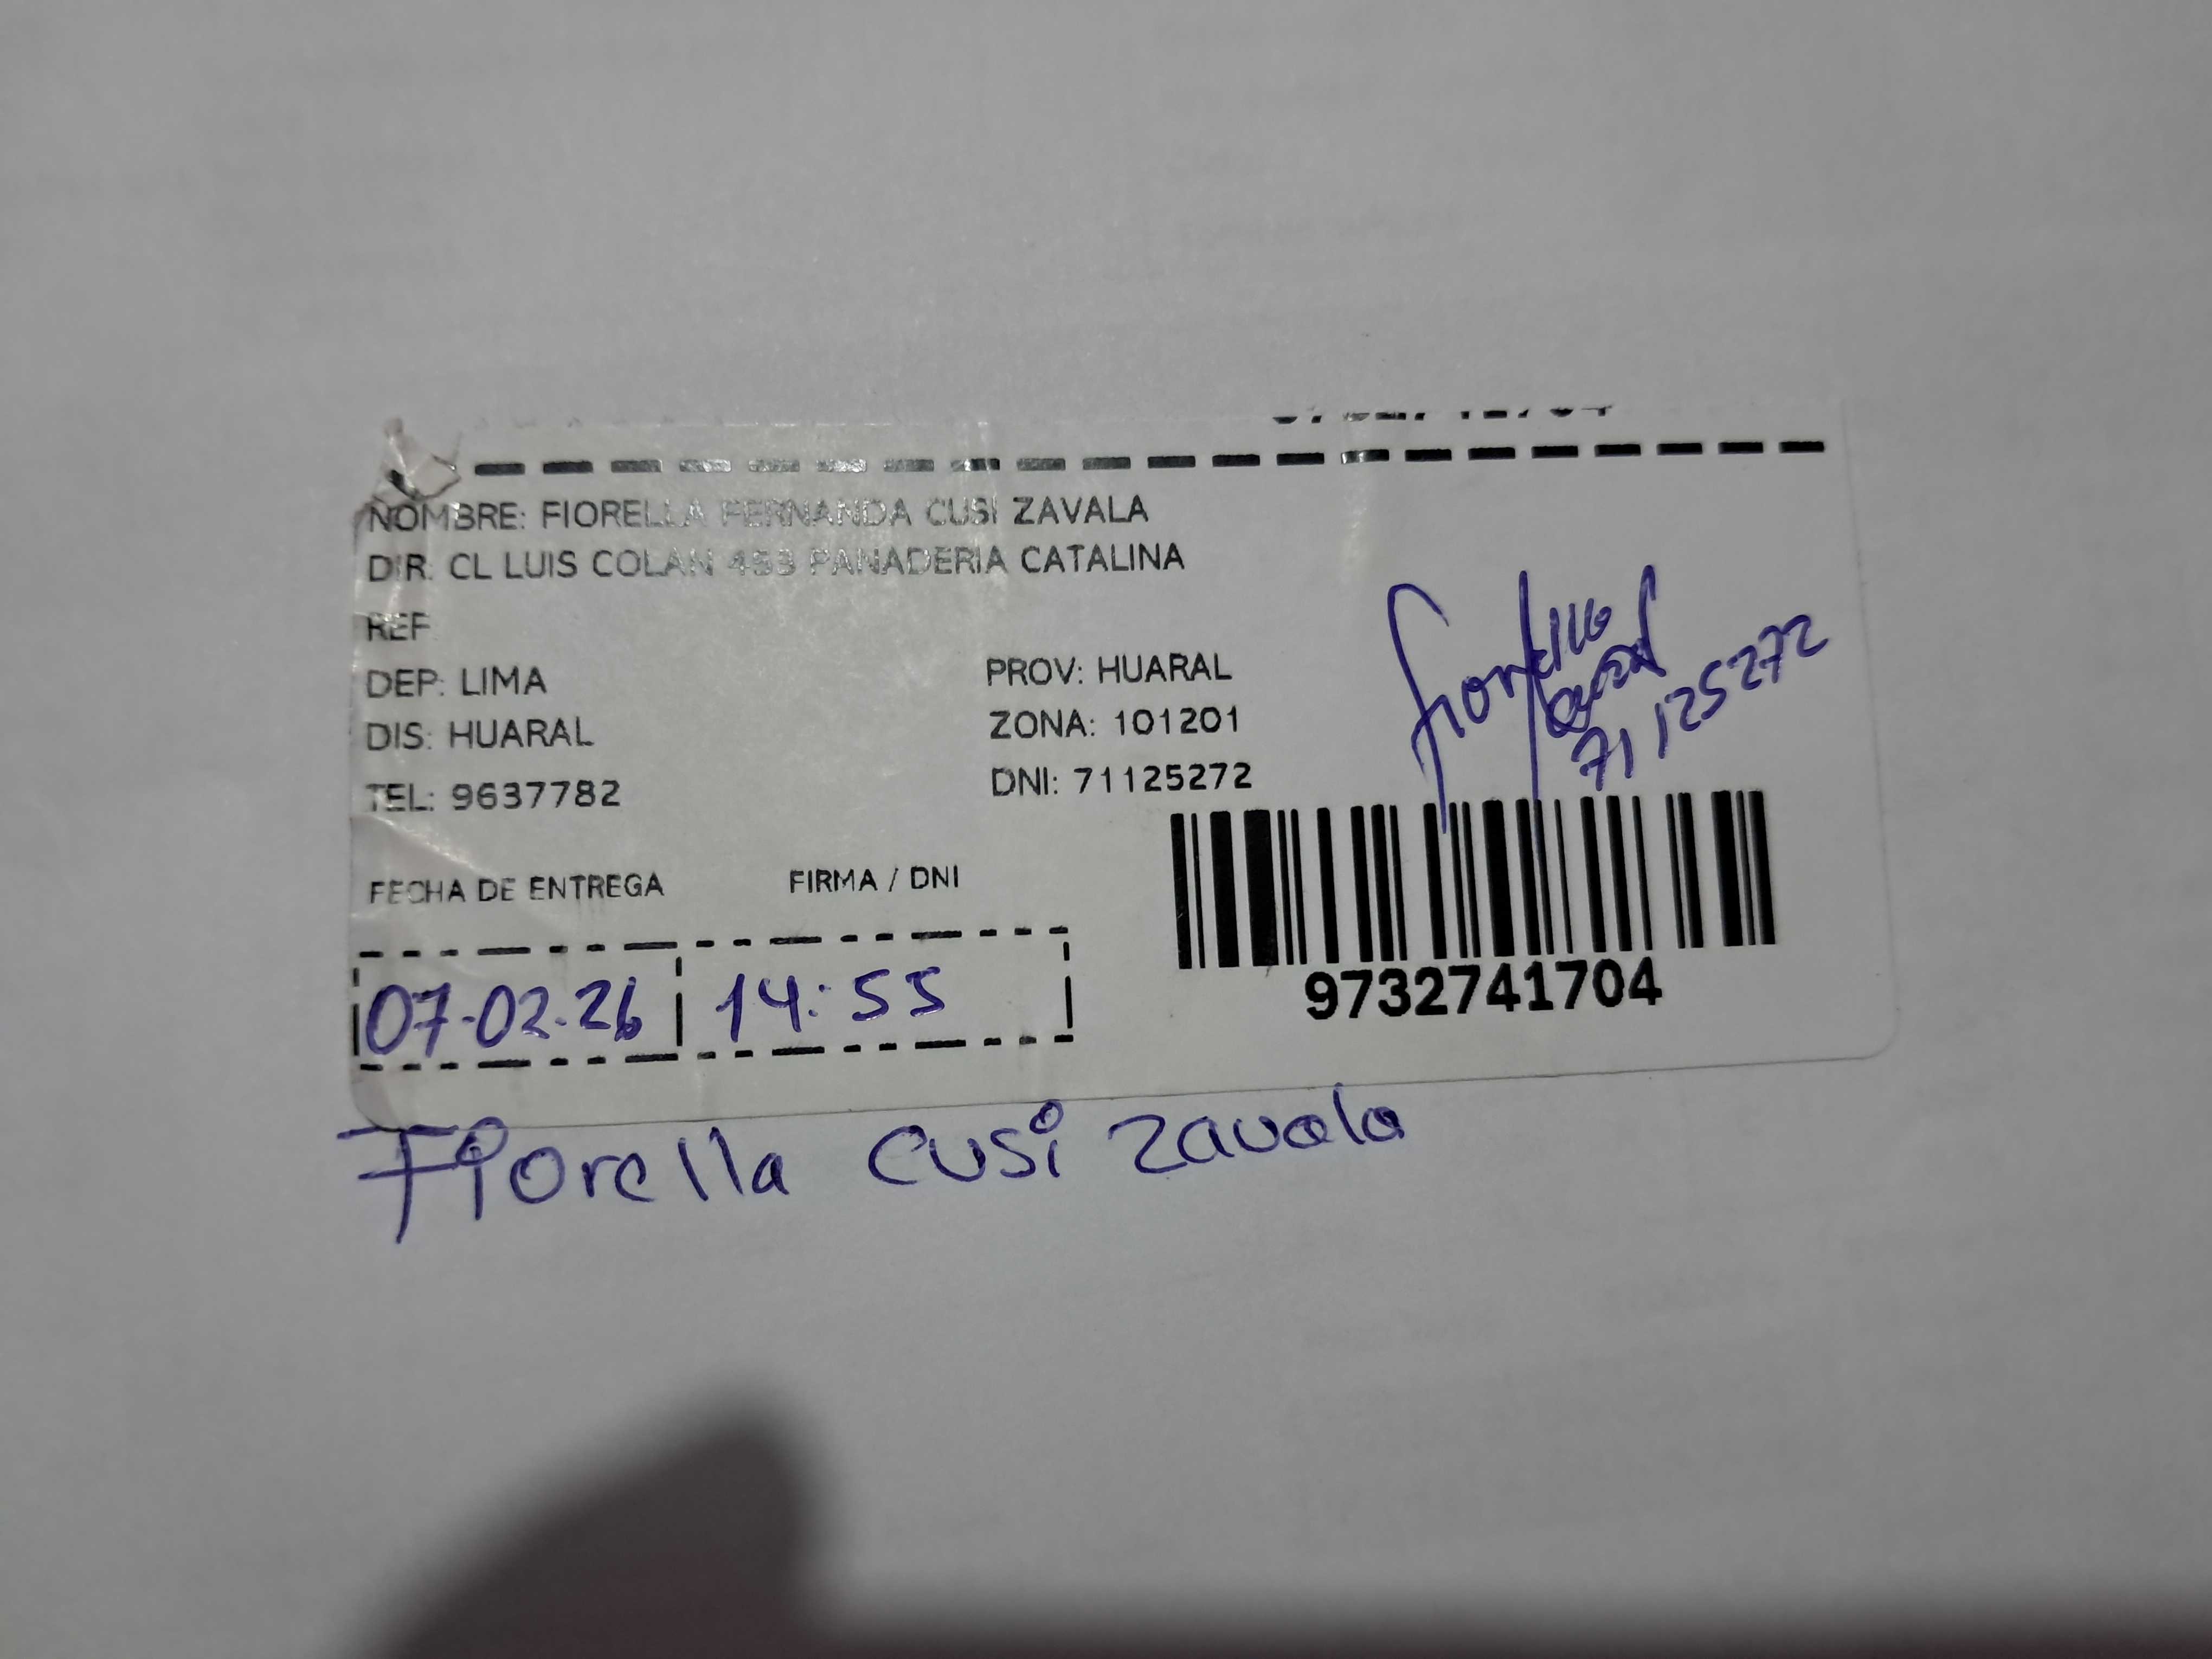 NOMBRE: FIORELLA FERNANDA CUSI ZAVALA
DIR: CL LUIS COLAN 453 PANADERIA CATALINA
REF
DEP: LIMA
PROV: HUARAL
DIS: HUARAL
ZONA: 101201
TEL: 9637782
DNI: 71125272
Fiorella
71125272
FECHA DE ENTREGA
FIRMA / DNI
07-02-26
14:55
9732741704
Fiorella cusi zavala